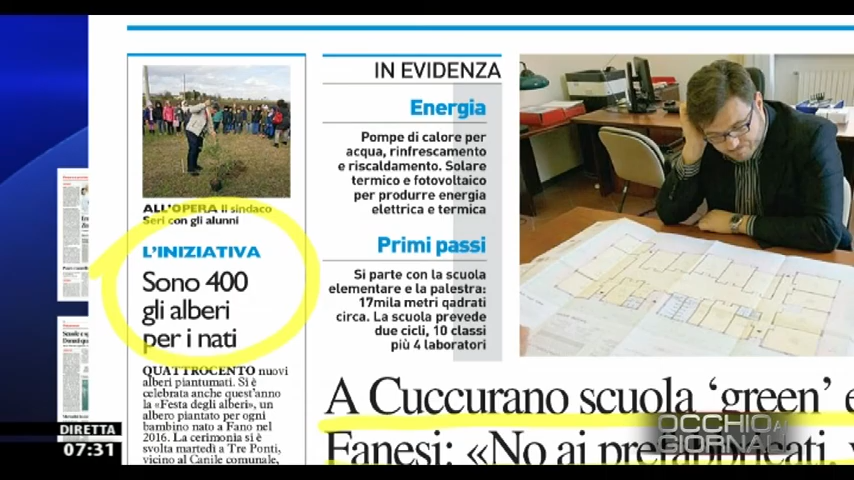 IN EVIDENZA
Energia
Pompe di calore per
acqua, rinfrescamento
e riscaldamento. Solare
termico e fotovoltaico
per produrre energia
elettrica e termica
Primi passi
Si parte con la scuola
elementare e la palestra:
17mila metri qadrati
circa. La scuola prevede
due cicli, 10 classi
più 4 laboratori
ALL'OPERA Il sindaco
Seri con gli alunni
L'INIZIATIVA
Sono 400
gli alberi
per i nati
QUATTROCENTO nuovi
alberi piantumati. Si è
celebrata anche quest'anno
la «Festa degli alberi», un
albero piantato per ogni
bambino nato a Fano nel
2016. La cerimonia si è
svolta martedì a Tre Ponti,
vicino al Canile comunale,
A Cuccurano scuola 'green' e
Fanesi: «No ai prefabbricati,
OCCHIO AL
GIORNALE
DIRETTA
07:31